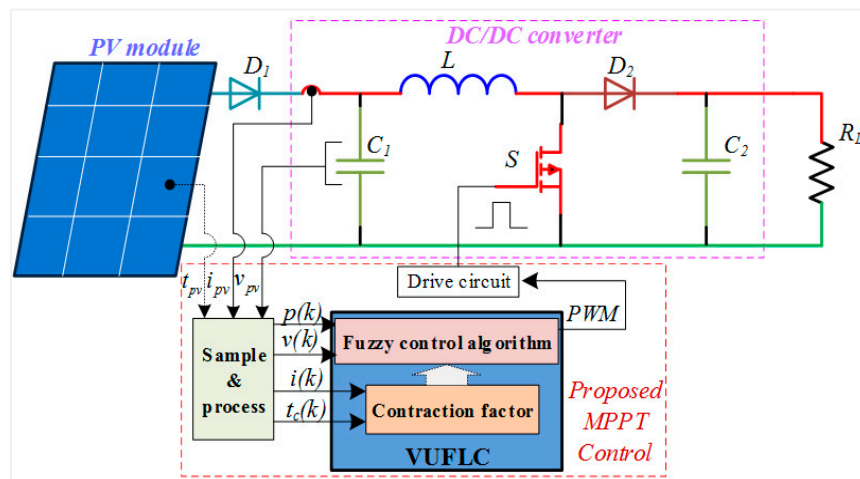 PV module
DC/DC converter
D1
L
D2
C1
S
C2
RL
tpv ipv vpv
Drive circuit
PWM
Sample
&
process
p(k)
v(k)
i(k)
tc(k)
Fuzzy control algorithm
Contraction factor
VUFLC
Proposed
MPPT
Control